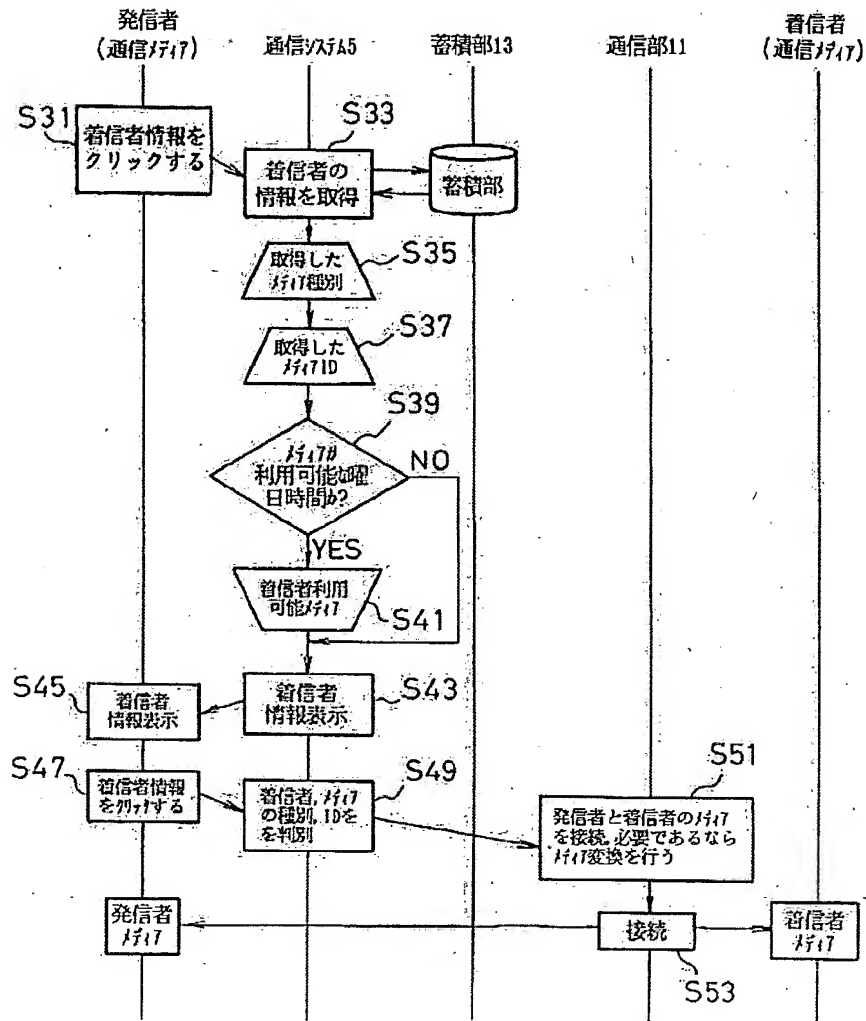 発信者
(通信ﾒﾃﾞｨｱ)
通信ｼｽﾃﾑ5
蓄積部13
通信部11
着信者
(通信ﾒﾃﾞｨｱ)
S31
着信者情報を
クリックする
S33
着信者の
情報を取得
蓄積部
S35
取得した
ﾒﾃﾞｨｱ種別
S37
取得した
ﾒﾃﾞｨｱID
S39
ﾒﾃﾞｨｱが
利用可能な曜
日時間か?
NO
YES
着信者利用
可能ﾒﾃﾞｨｱ
S41
S43
着信者
情報表示
S45
着信者
情報表示
S47
着信者情報
をｸﾘｯｸする
S49
着信者,ﾒﾃﾞｨｱ
の種別,IDを
を判別
S51
発信者と着信者のﾒﾃﾞｨｱ
を接続,必要であるなら
ﾒﾃﾞｨｱ変換を行う
発信者
ﾒﾃﾞｨｱ
接続
S53
着信者
ﾒﾃﾞｨｱ